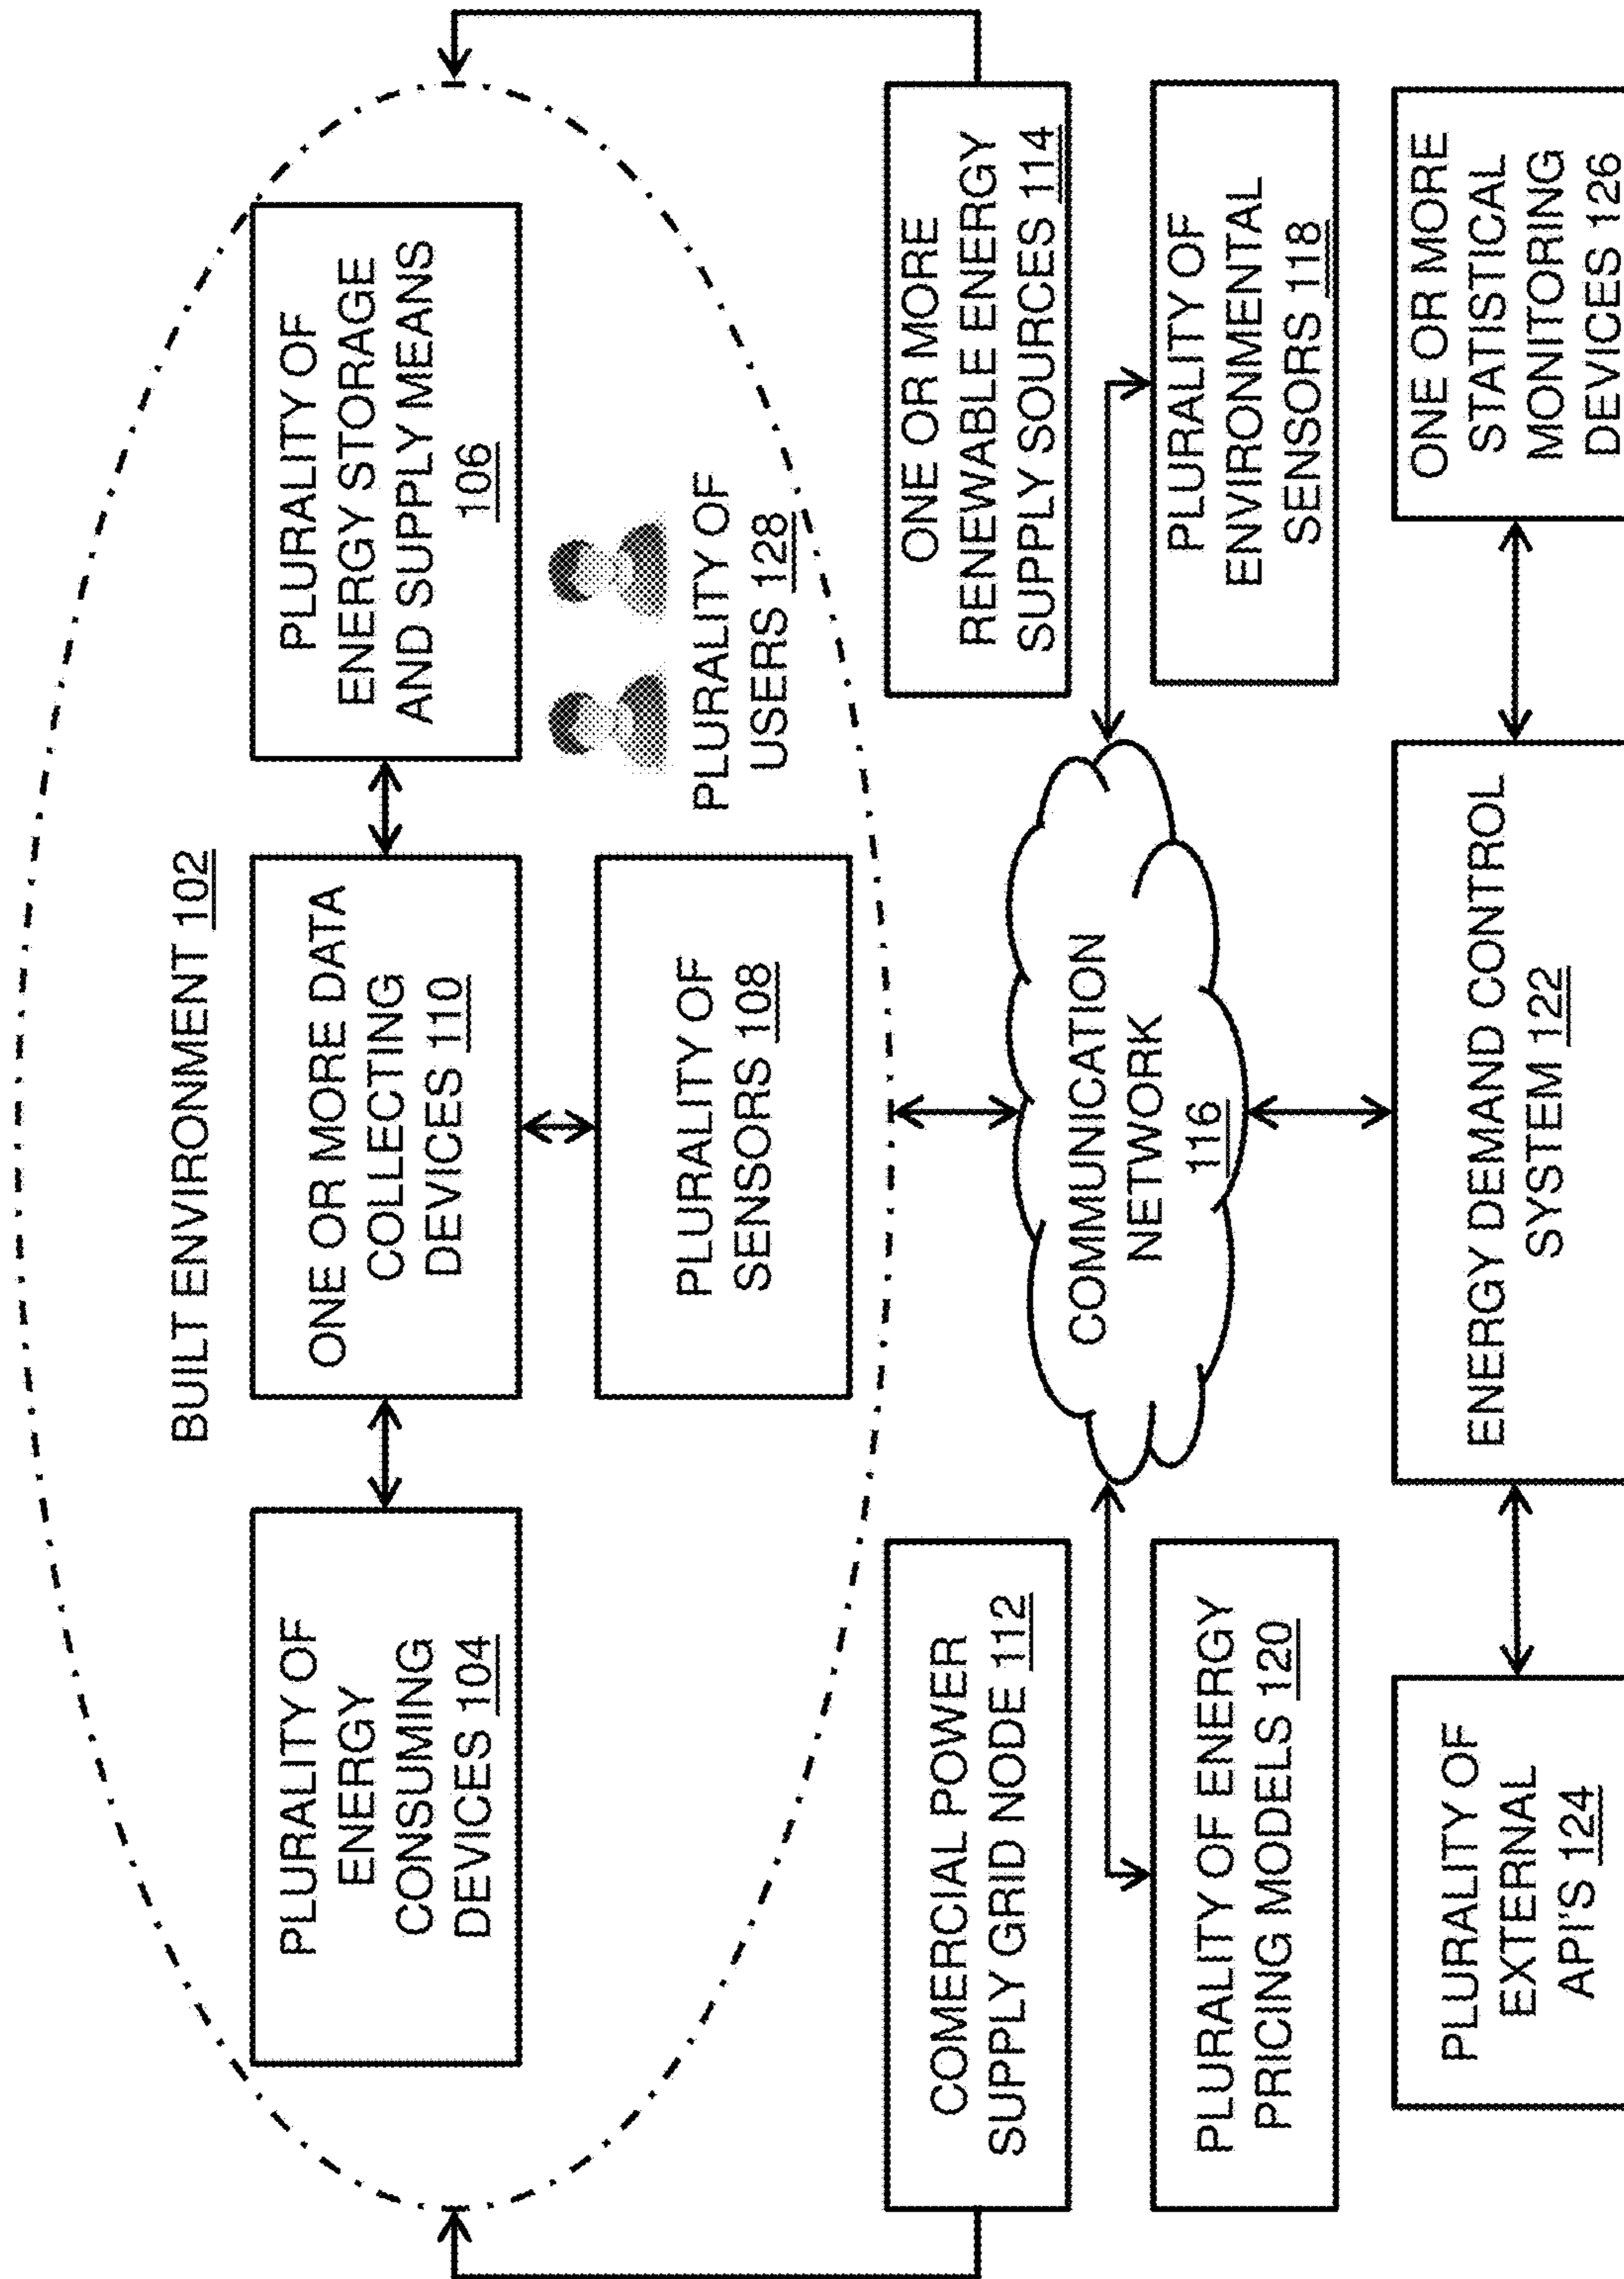 BUILT ENVIRONMENT 102
PLURALITY OF
ENERGY
CONSUMING
DEVICES 104
ONE OR MORE DATA
COLLECTING
DEVICES 110
PLURALITY OF
ENERGY STORAGE
AND SUPPLY MEANS
106
PLURALITY OF
SENSORS 108
PLURALITY OF
USERS 128
COMERCIAL POWER
SUPPLY GRID NODE 112
ONE OR MORE
RENEWABLE ENERGY
SUPPLY SOURCES 114
COMMUNICATION
NETWORK
116
PLURALITY OF ENERGY
PRICING MODELS 120
PLURALITY OF
ENVIRONMENTAL
SENSORS 118
PLURALITY OF
EXTERNAL
API'S 124
ENERGY DEMAND CONTROL
SYSTEM 122
ONE OR MORE
STATISTICAL
MONITORING
DEVICES 126